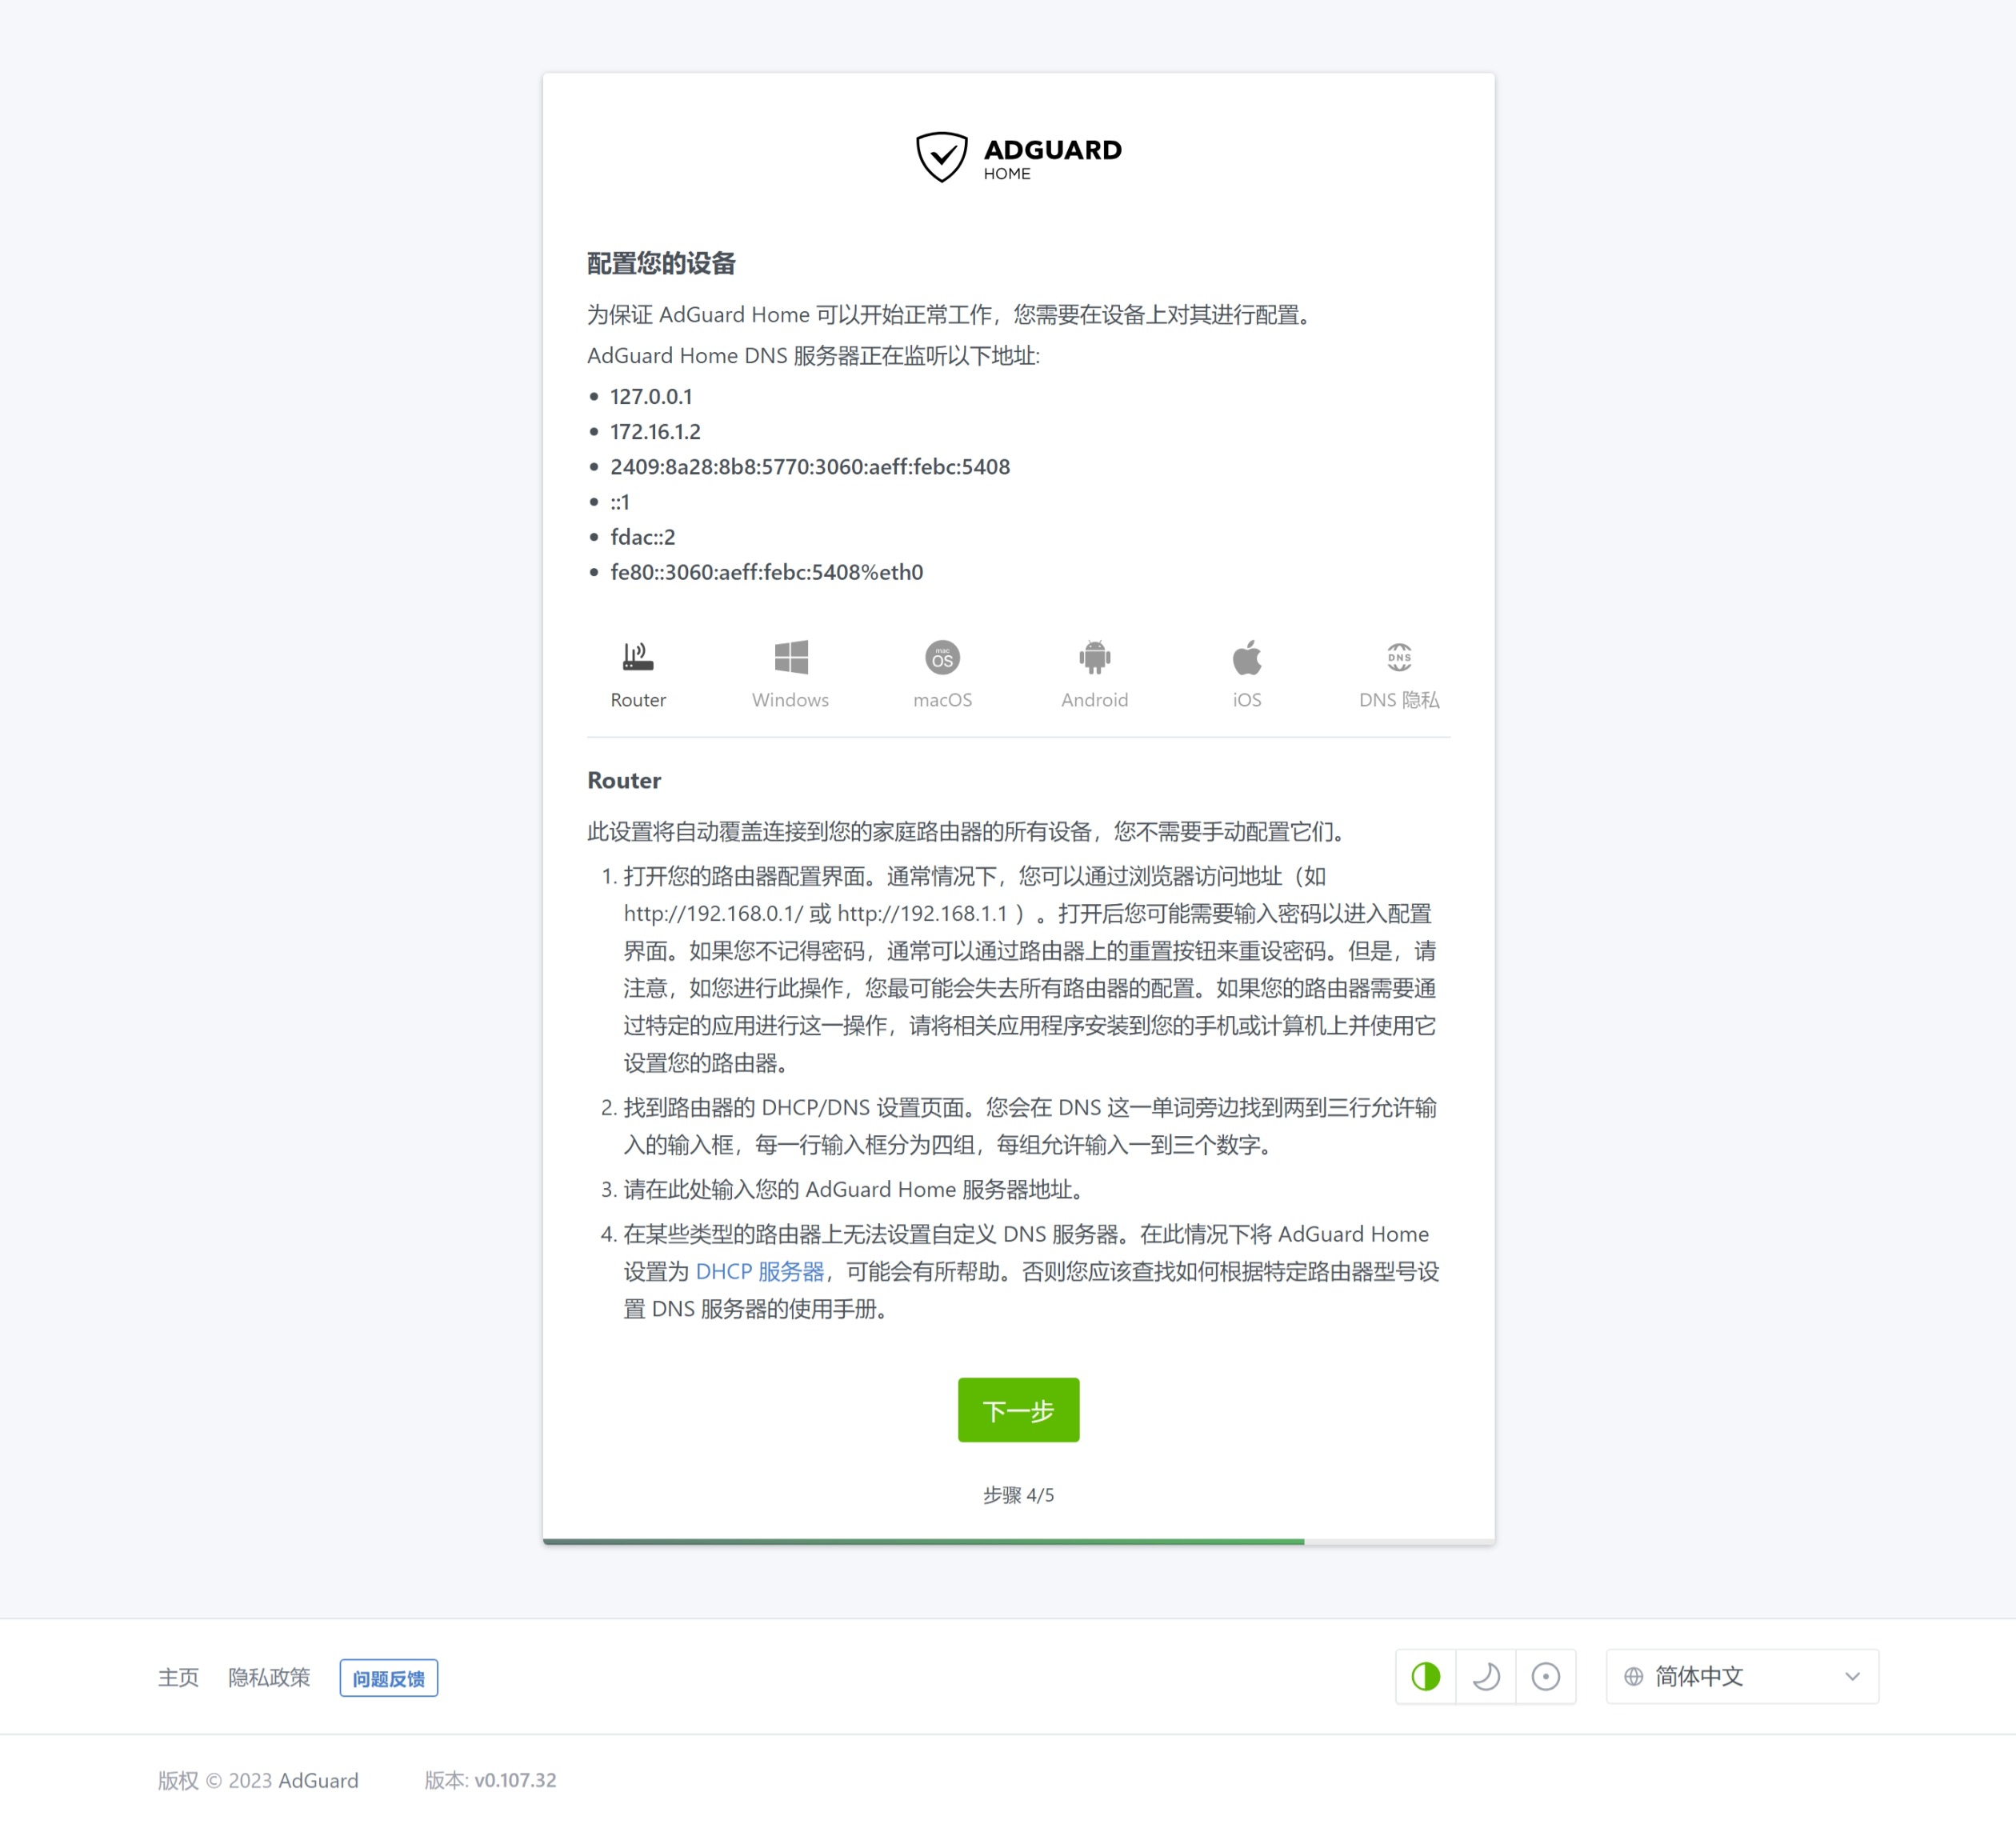 ADGUARD
HOME
配置您的设备
为保证 AdGuard Home 可以开始正常工作，您需要在设备上对其进行配置。
AdGuard Home DNS 服务器正在监听以下地址:
• 127.0.0.1
• 172.16.1.2
• 2409:8a28:8b8:5770:3060:aeff:febc:5408
• ::1
• fdac::2
• fe80::3060:aeff:febc:5408%eth0
mac
OS
DNS
Router Windows macOS Android iOS DNS 隐私
Router
此设置将自动覆盖连接到您的家庭路由器的所有设备，您不需要手动配置它们。
1. 打开您的路由器配置界面。通常情况下，您可以通过浏览器访问地址（如
http://192.168.0.1/ 或 http://192.168.1.1 ）。打开后您可能需要输入密码以进入配置
界面。如果您不记得密码，通常可以通过路由器上的重置按钮来重设密码。但是，请
注意，如您进行此操作，您最可能会失去所有路由器的配置。如果您的路由器需要通
过特定的应用进行这一操作，请将相关应用程序安装到您的手机或计算机上并使用它
设置您的路由器。
2. 找到路由器的 DHCP/DNS 设置页面。您会在 DNS 这一单词旁边找到两到三行允许输
入的输入框，每一行输入框分为四组，每组允许输入一到三个数字。
3. 请在此处输入您的 AdGuard Home 服务器地址。
4. 在某些类型的路由器上无法设置自定义 DNS 服务器。在此情况下将 AdGuard Home
设置为 DHCP 服务器，可能会有所帮助。否则您应该查找如何根据特定路由器型号设
置 DNS 服务器的使用手册。
下一步
步骤 4/5
主页 隐私政策 问题反馈 简体中文
版权 © 2023 AdGuard 版本: v0.107.32